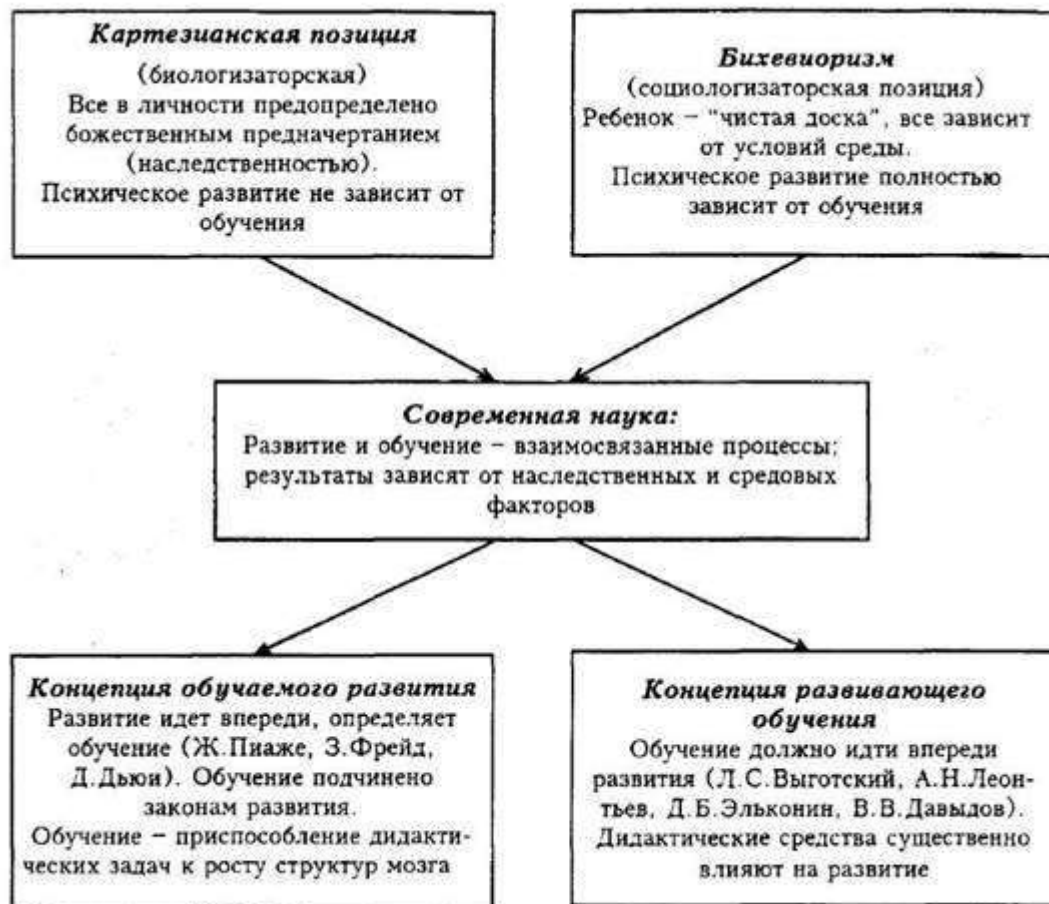 Картезианская позиция
(биологизаторская)
Все в личности предопределено
божественным предначертанием
(наследственностью).
Психическое развитие не зависит от
обучения
Бихевиоризм
(социологизаторская позиция)
Ребенок – "чистая доска", все зависит
от условий среды.
Психическое развитие полностью
зависит от обучения
Современная наука:
Развитие и обучение – взаимосвязанные процессы;
результаты зависят от наследственных и средовых
факторов
Концепция обучаемого развития
Развитие идет впереди, определяет
обучение (Ж.Пиаже, З.Фрейд,
Д.Дьюи). Обучение подчинено
законам развития.
Обучение – приспособление дидакти-
ческих задач к росту структур мозга
Концепция развивающего
обучения
Обучение должно идти впереди
развития (Л.С.Выготский, А.Н.Леон-
тьев, Д.Б.Эльконин, В.В.Давыдов).
Дидактические средства существенно
влияют на развитие